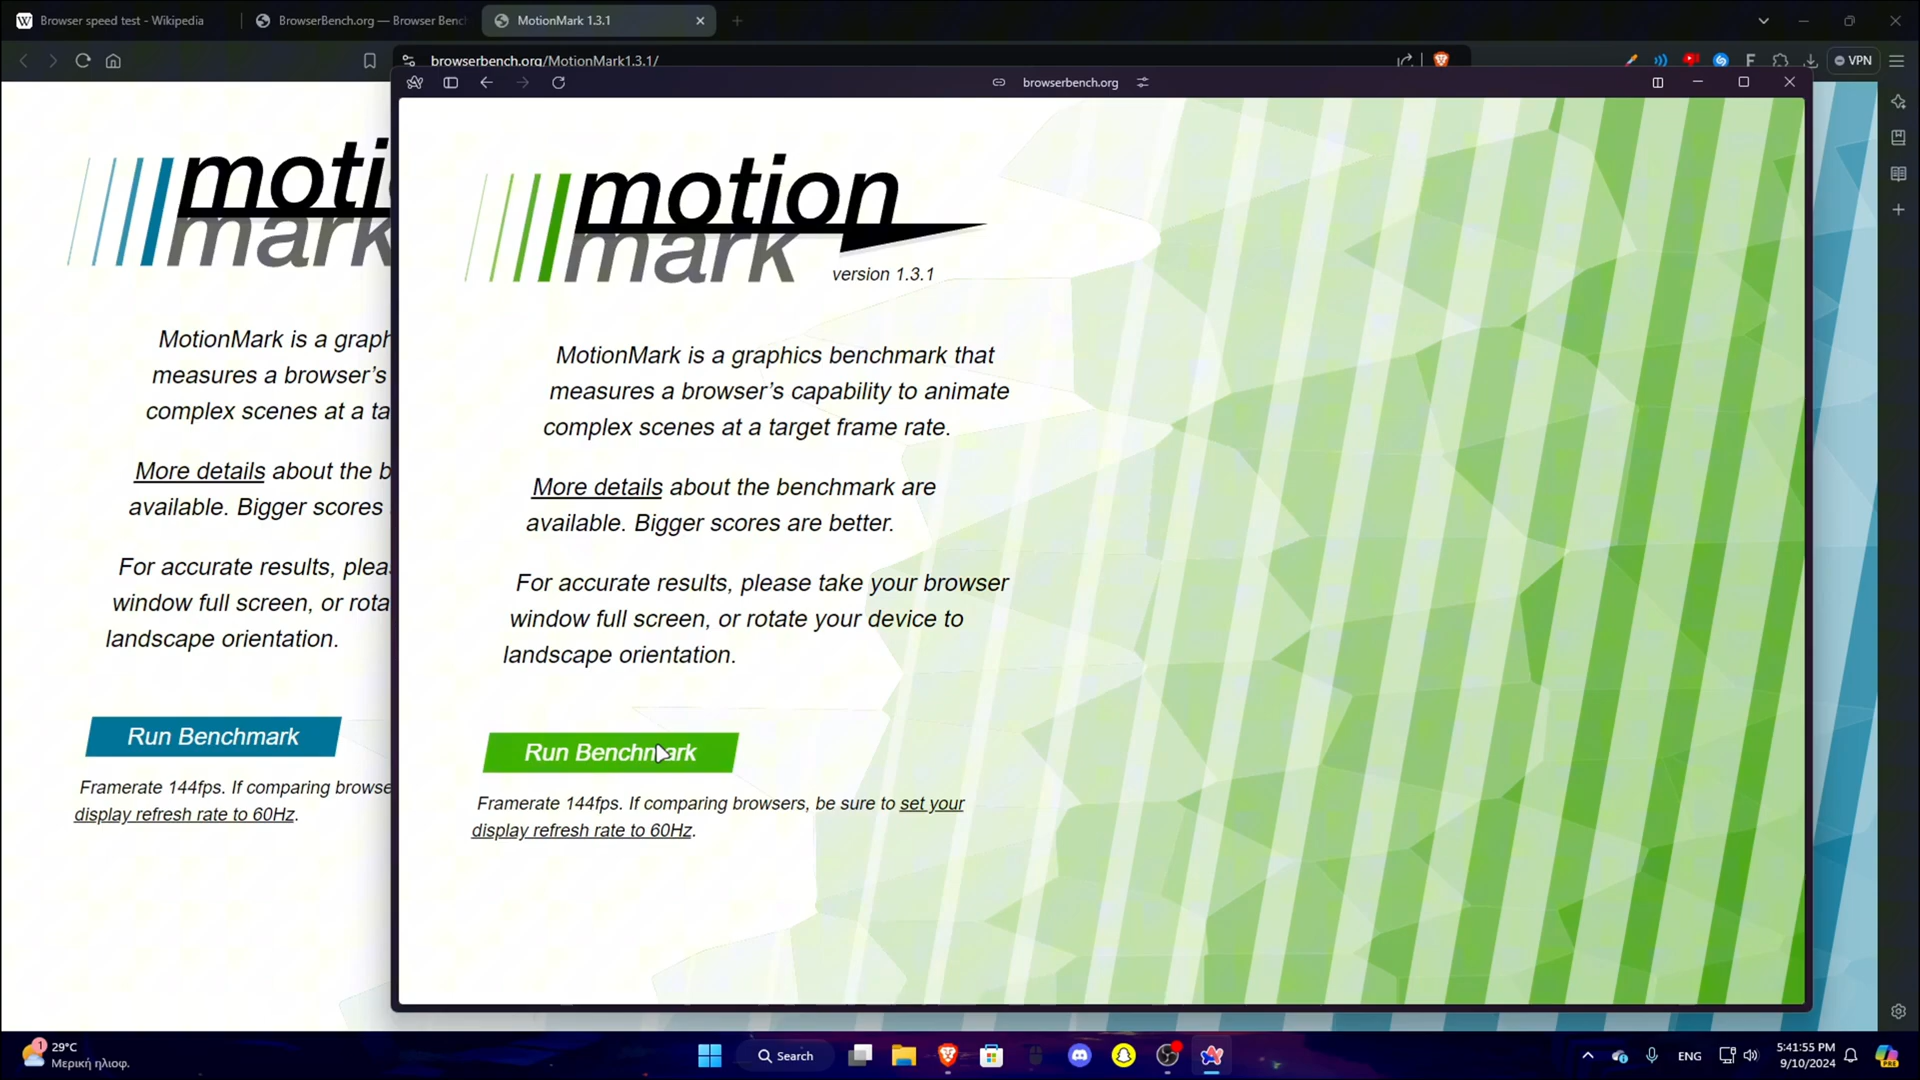 Browser speed test - Wikipedia
BrowserBench.org — Browser Benc
MotionMark 1.3.1
browserbench.org/MotionMark1.3.1/
VPN
browserbench.org
moti
mark
MotionMark is a graph
measures a browser's
complex scenes at a ta
More details about the b
available. Bigger scores
For accurate results, plea
window full screen, or rota
landscape orientation.
Run Benchmark
Framerate 144fps. If comparing browse
display refresh rate to 60Hz.
motion
mark
version 1.3.1
MotionMark is a graphics benchmark that
measures a browser's capability to animate
complex scenes at a target frame rate.
More details about the benchmark are
available. Bigger scores are better.
For accurate results, please take your browser
window full screen, or rotate your device to
landscape orientation.
Run Benchmark
Framerate 144fps. If comparing browsers, be sure to set your
display refresh rate to 60Hz.
1
29°C
Μερική ηλιοφ.
Search
ENG
5:41:55 PM
9/10/2024
PRE